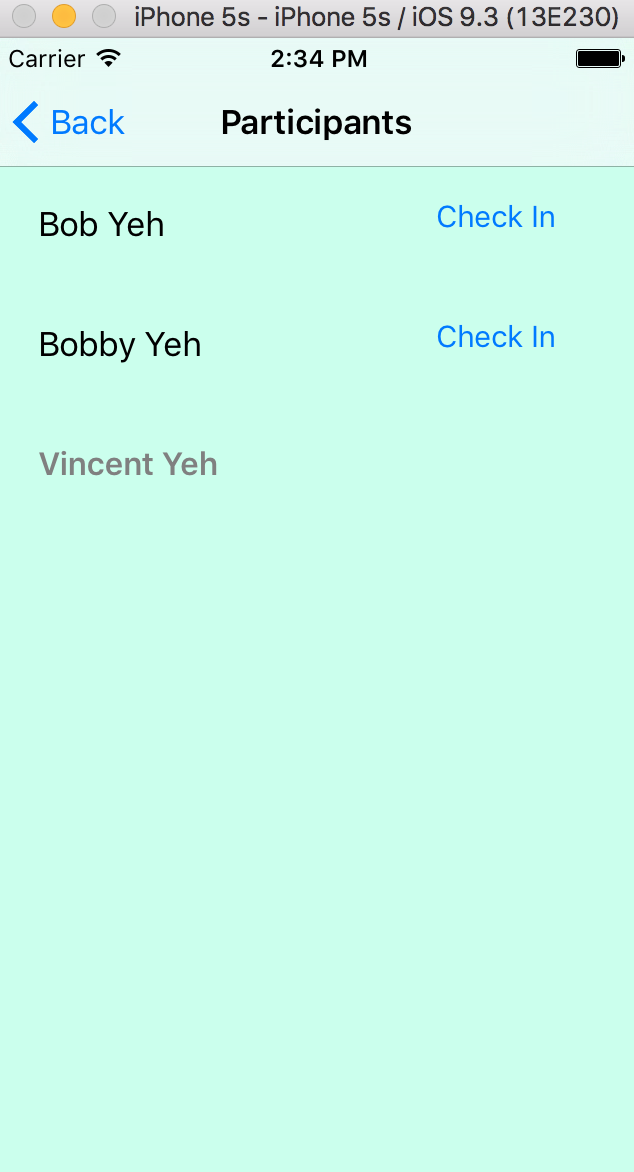 iPhone 5s - iPhone 5s / iOS 9.3 (13E230)
Carrier 2:34 PM
Back Participants
Bob Yeh Check In
Bobby Yeh Check In
Vincent Yeh